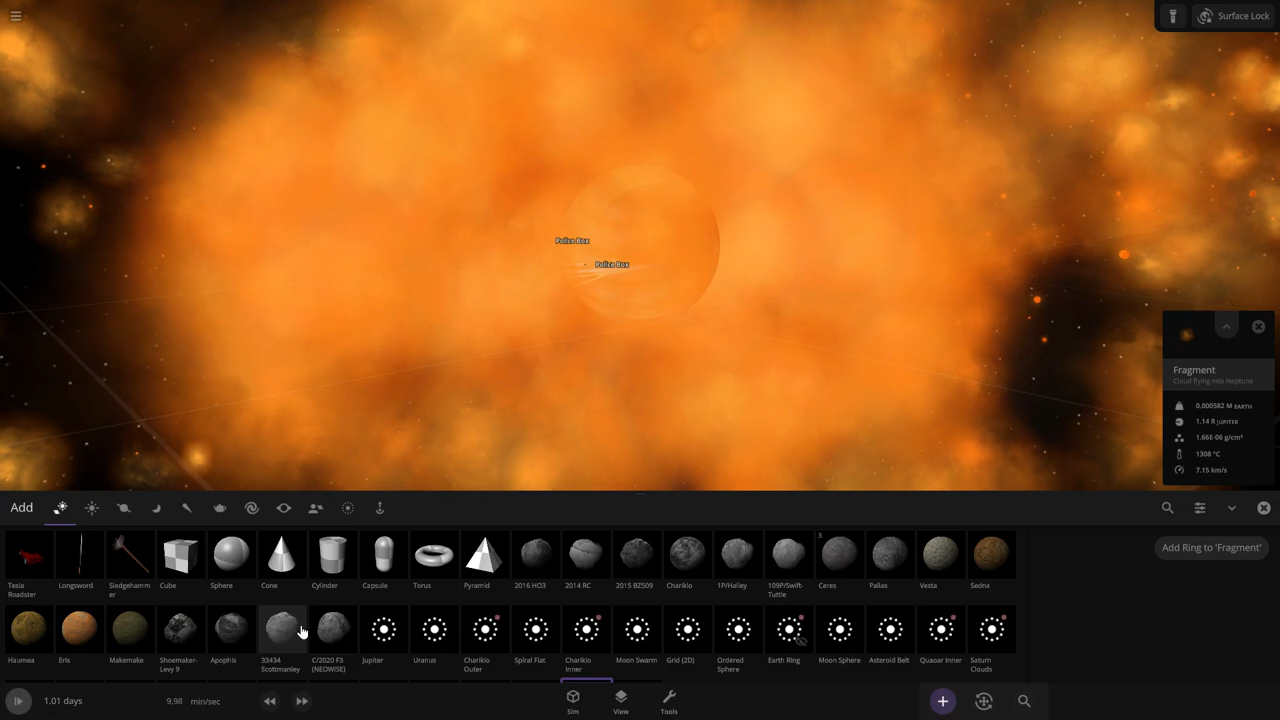 Surface Lock
Police Box
Police Box
Fragment
Cloud flying into Neptune
0.000582 M EARTH
1.14 R JUPITER
1.66E-06 g/cm³
1308 °C
7.15 km/s
Add
Add Ring to 'Fragment'
3
Tesla Roadster
Longsword
Sledgehammer
Cube
Sphere
Cone
Cylinder
Capsule
Torus
Pyramid
2016 HO3
2014 RC
2015 BZ509
Chariklo
1P/Halley
109P/Swift-Tuttle
Ceres
Pallas
Vesta
Sedna
Haumea
Eris
Makemake
Shoemaker-Levy 9
Apophis
33434 Scottmanley
C/2020 F3 (NEOWISE)
Jupiter
Uranus
Chariklo Outer
Spiral Flat
Chariklo Inner
Moon Swarm
Grid (2D)
Ordered Sphere
Earth Ring
Moon Sphere
Asteroid Belt
Quaoar Inner
Saturn Clouds
1.01 days
9.98 min/sec
Sim
View
Tools